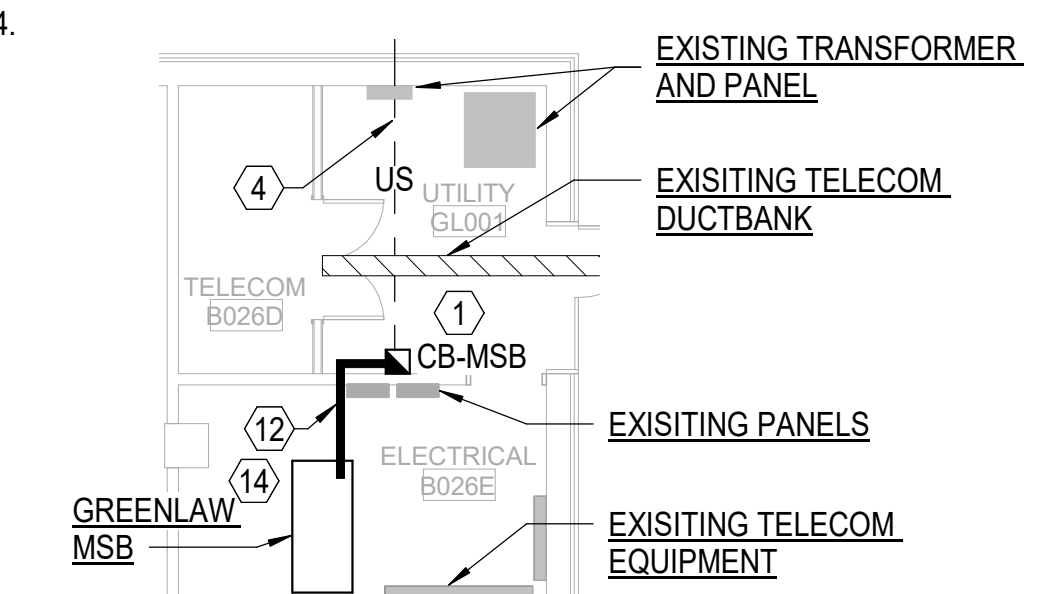 4.
EXISTING TRANSFORMER
AND PANEL
4
US
UTILITY
GL001
EXISITING TELECOM
DUCTBANK
TELECOM
B026D
1
CB-MSB
12
EXISITING PANELS
ELECTRICAL
B026E
14
GREENLAW
MSB
EXISITING TELECOM
EQUIPMENT